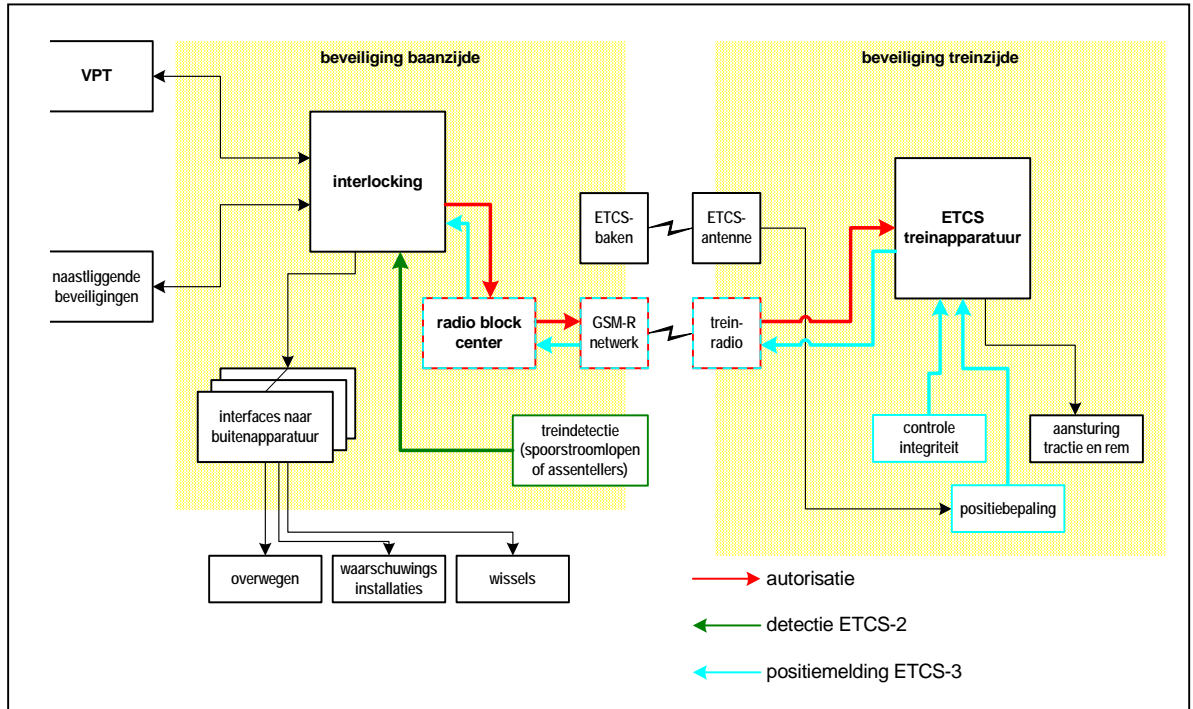 beveiliging baanzijde
beveiliging treinzijde
VPT
interlocking
ETCS-
baken
ETCS-
antenne
ETCS
treinapparatuur
naastliggende
beveiligingen
radio block
center
GSM-R
netwerk
trein-
radio
interfaces naar
buitenapparatuur
treindetectie
(spoorstroomlopen
of assentellers)
controle
integriteit
aansturing
tractie en rem
positiebepaling
overwegen
waarschuwings
installaties
wissels
autorisatie
detectie ETCS-2
positiemelding ETCS-3